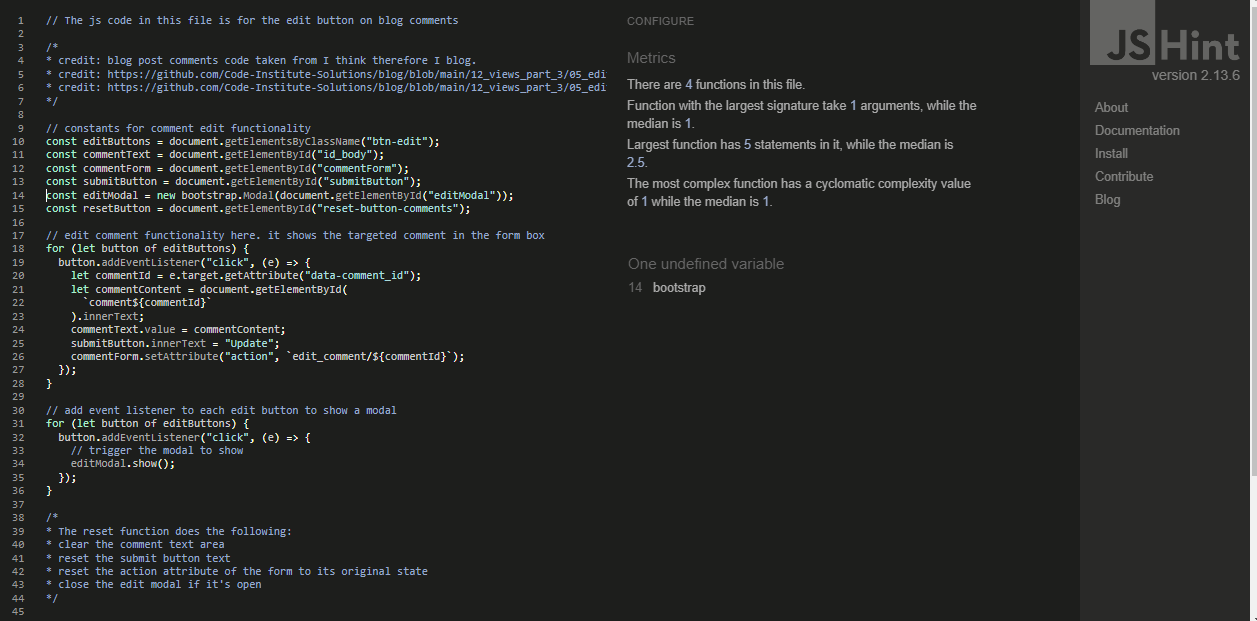 1 // The js code in this file is for the edit button on blog comments
2
3 /*
4 * credit: blog post comments code taken from I think therefore I blog.
5 * credit: https://github.com/Code-Institute-Solutions/blog/blob/main/12_views_part_3/05_edi
6 * credit: https://github.com/Code-Institute-Solutions/blog/blob/main/12_views_part_3/05_edi
7 */
8
9 // constants for comment edit functionality
10 const editButtons = document.getElementsByClassName("btn-edit");
11 const commentText = document.getElementById("id_body");
12 const commentForm = document.getElementById("commentForm");
13 const submitButton = document.getElementById("submitButton");
14 const editModal = new bootstrap.Modal(document.getElementById("editModal"));
15 const resetButton = document.getElementById("reset-button-comments");
16
17 // edit comment functionality here. it shows the targeted comment in the form box
18 for (let button of editButtons) {
19 button.addEventListener("click", (e) => {
20 let commentId = e.target.getAttribute("data-comment_id");
21 let commentContent = document.getElementById(
22 `comment${commentId}`
23 ).innerText;
24 commentText.value = commentContent;
25 submitButton.innerText = "Update";
26 commentForm.setAttribute("action", `edit_comment/${commentId}`);
27 });
28 }
29
30 // add event listener to each edit button to show a modal
31 for (let button of editButtons) {
32 button.addEventListener("click", (e) => {
33 // trigger the modal to show
34 editModal.show();
35 });
36 }
37
38 /*
39 * The reset function does the following:
40 * clear the comment text area
41 * reset the submit button text
42 * reset the action attribute of the form to its original state
43 * close the edit modal if it's open
44 */
45
CONFIGURE
Metrics
There are 4 functions in this file.
Function with the largest signature take 1 arguments, while the
median is 1.
Largest function has 5 statements in it, while the median is
2.5.
The most complex function has a cyclomatic complexity value
of 1 while the median is 1.
One undefined variable
14 bootstrap
JSHint
version 2.13.6
About
Documentation
Install
Contribute
Blog